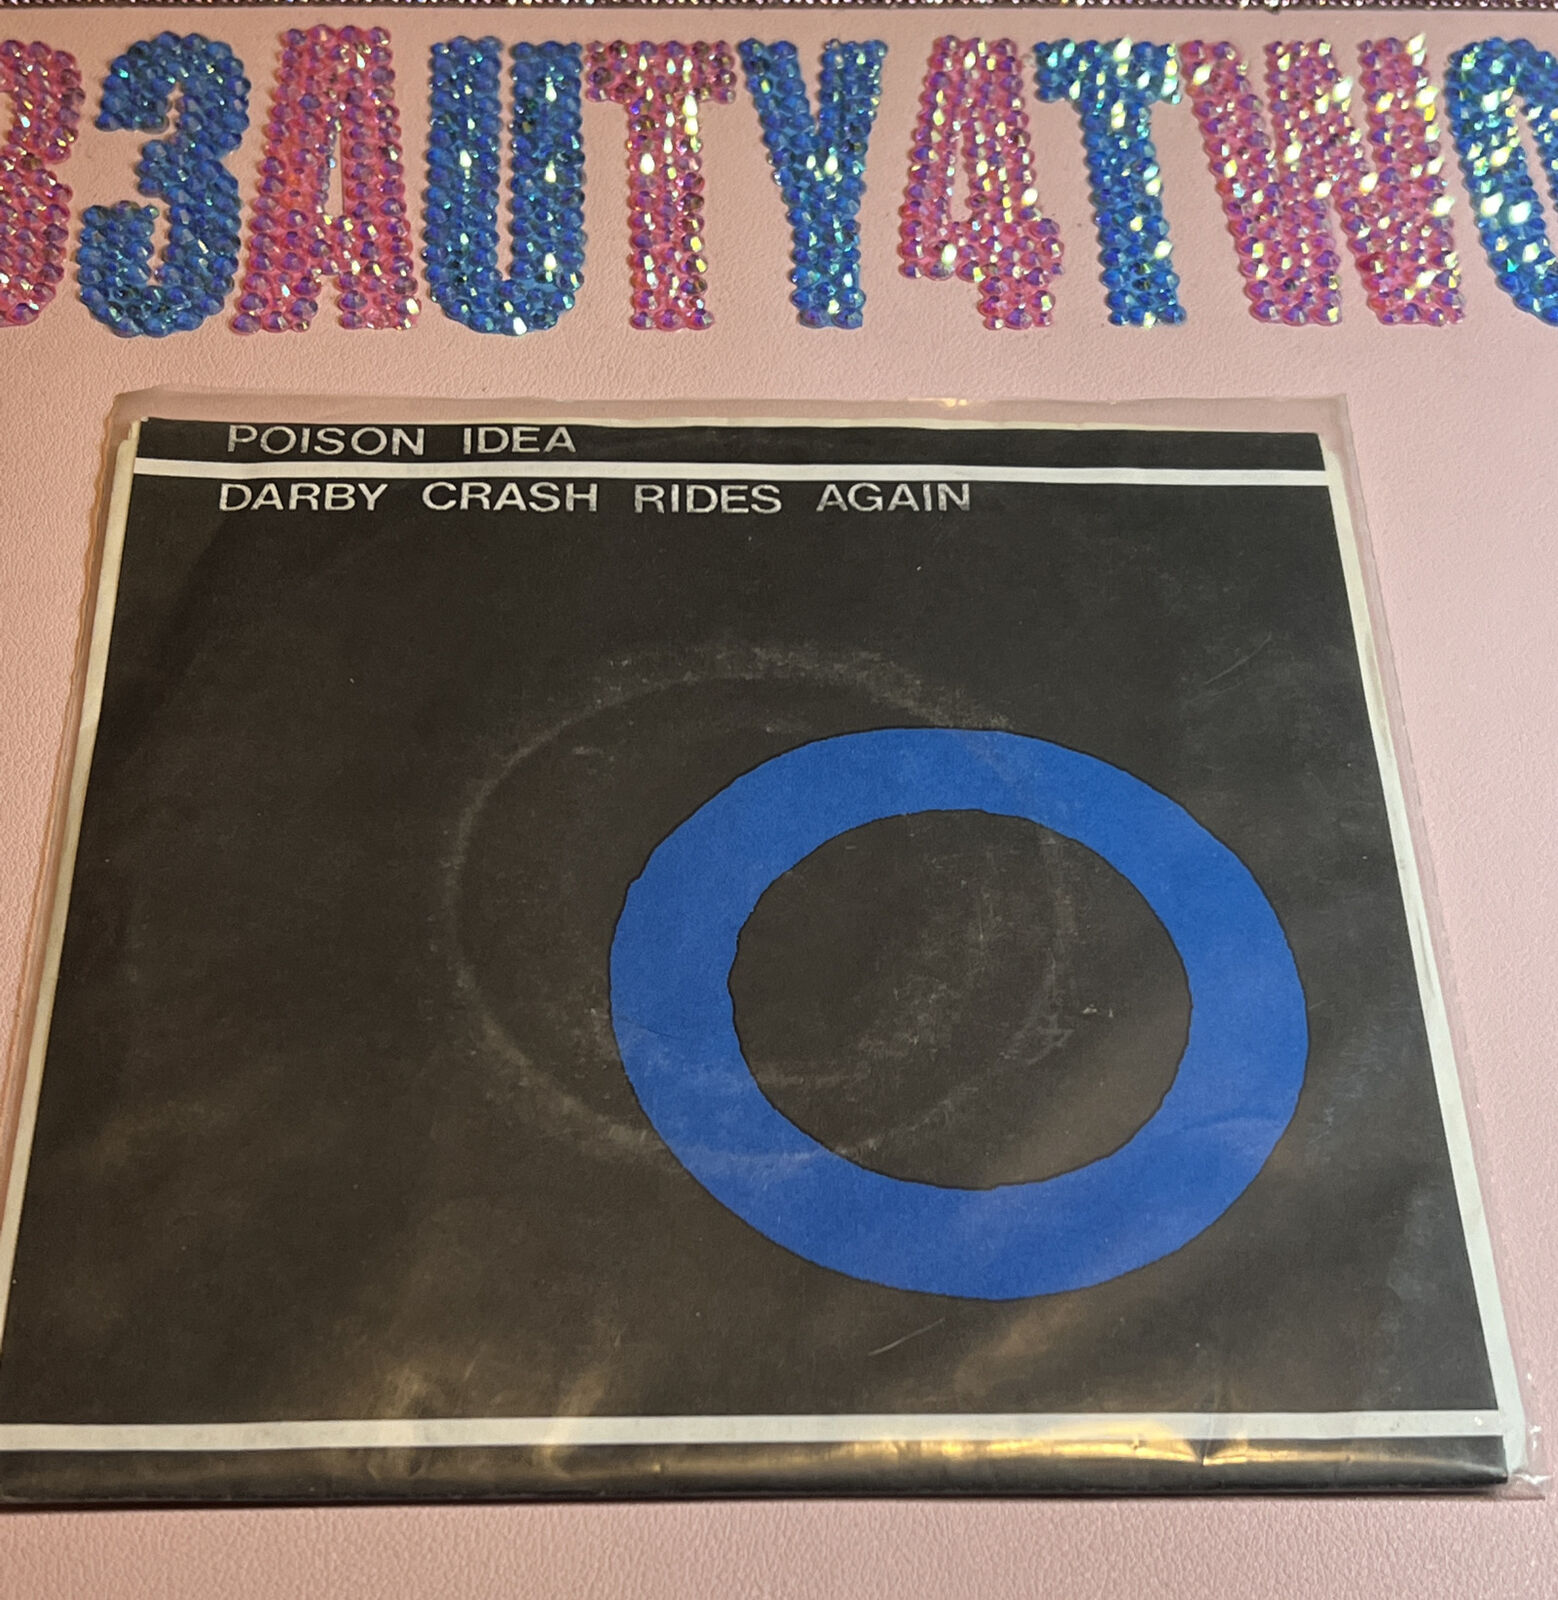 B3AUTY4TWO
POISON IDEA
DARBY CRASH RIDES AGAIN